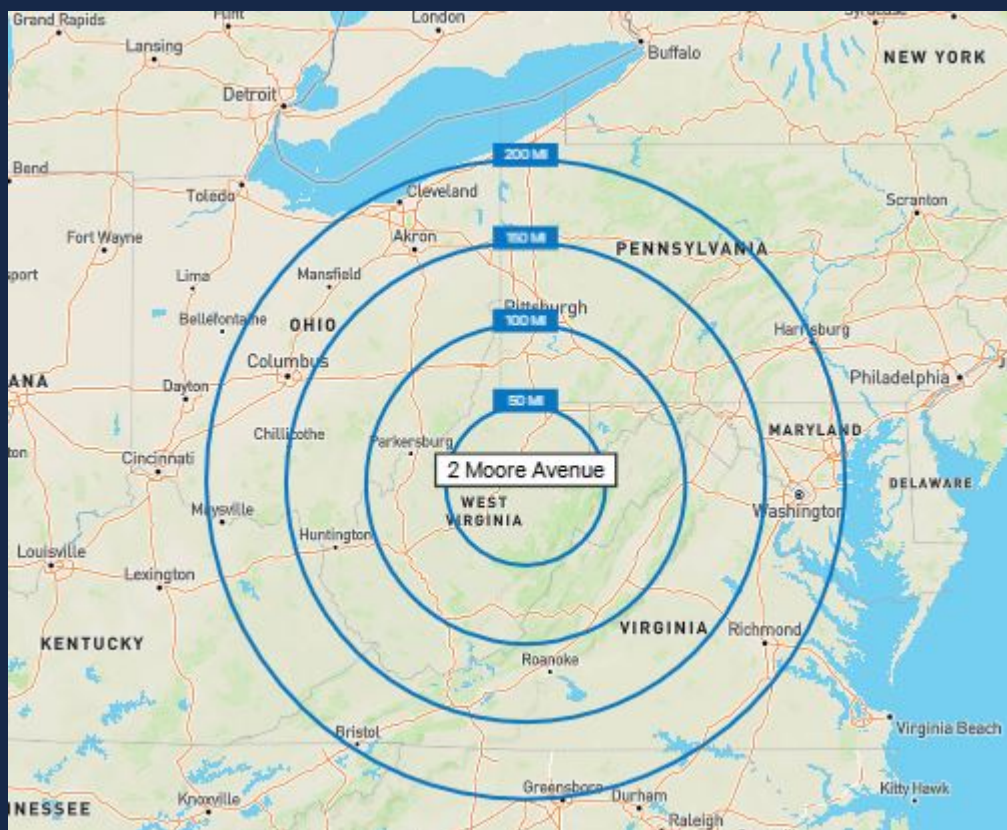 Grand Rapids
Flint
London
Lansing
Buffalo
NEW YORK
Detroit
200 MI
Bend
Toledo
Cleveland
Scranton
Fort Wayne
Akron
150 MI
PENNSYLVANIA
sport
Lima
Mansfield
Pittsburgh
Bellefontaine
OHIO
100 MI
Harrisburg
Columbus
ANA
Dayton
50 MI
Philadelphia
Chillicothe
Parkersburg
MARYLAND
ton
Cincinnati
2 Moore Avenue
DELAWARE
WEST
VIRGINIA
Maysville
Washington
Huntington
Louisville
Lexington
KENTUCKY
VIRGINIA
Richmond
Roanoke
Bristol
Virginia Beach
Greensboro
Kitty Hawk
NNESSEE
Knoxville
Durham
Raleigh